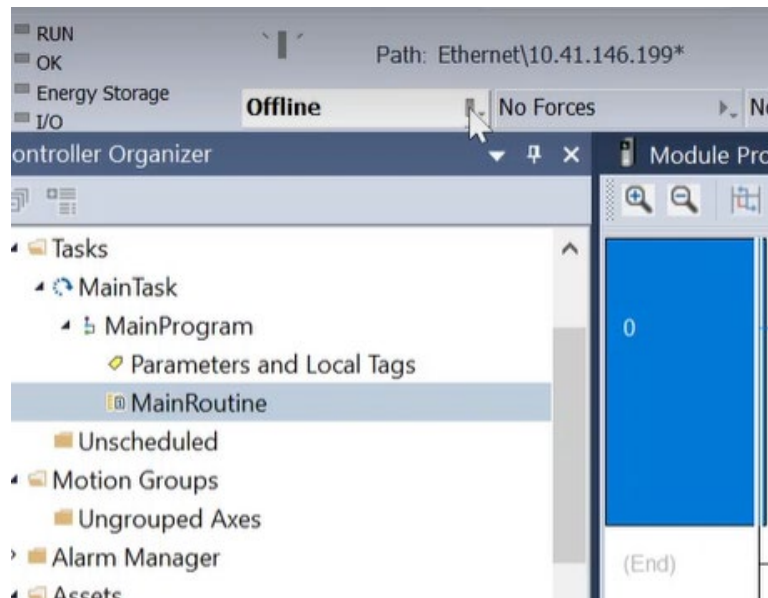 RUN
OK
Energy Storage
I/O
Path: Ethernet\10.41.146.199*
Offline
No Forces
ontroller Organizer
Module Pro
Tasks
MainTask
MainProgram
Parameters and Local Tags
MainRoutine
Unscheduled
Motion Groups
Ungrouped Axes
Alarm Manager
Assets
0
(End)